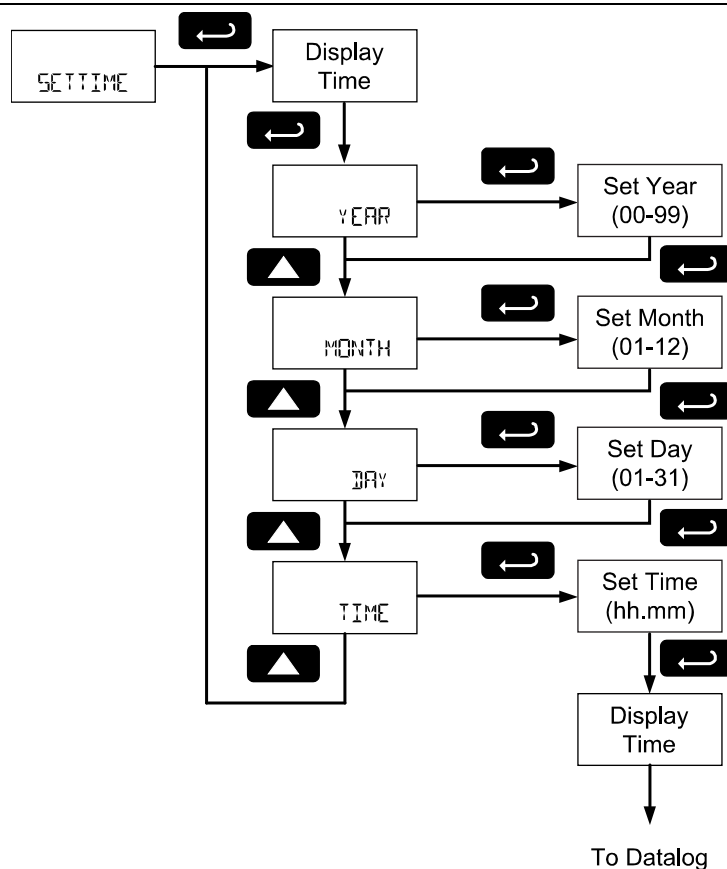 SETTIME
Display
Time
YEAR
Set Year
(00-99)
MONTH
Set Month
(01-12)
DAY
Set Day
(01-31)
TIME
Set Time
(hh.mm)
Display
Time
To Datalog